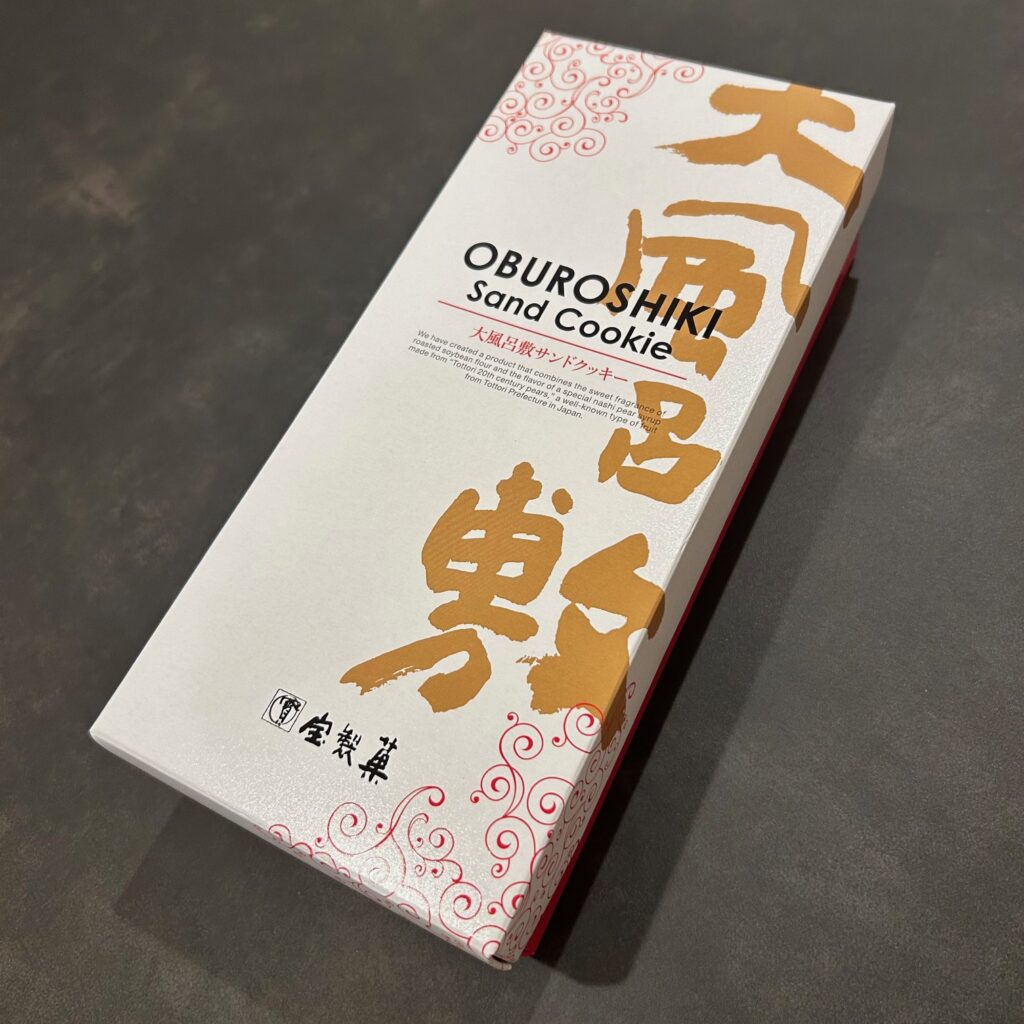 大風呂敷
OBUROSHIKI
Sand Cookie
大風呂敷サンドクッキー
We have created a product that combines the sweet fragrance of
roasted soybean flour and the flavor of a special nashi pear syrup
made from "Tottori 20th century pears," a well-known type of fruit
from Tottori Prefecture in Japan.
寶 宝製菓